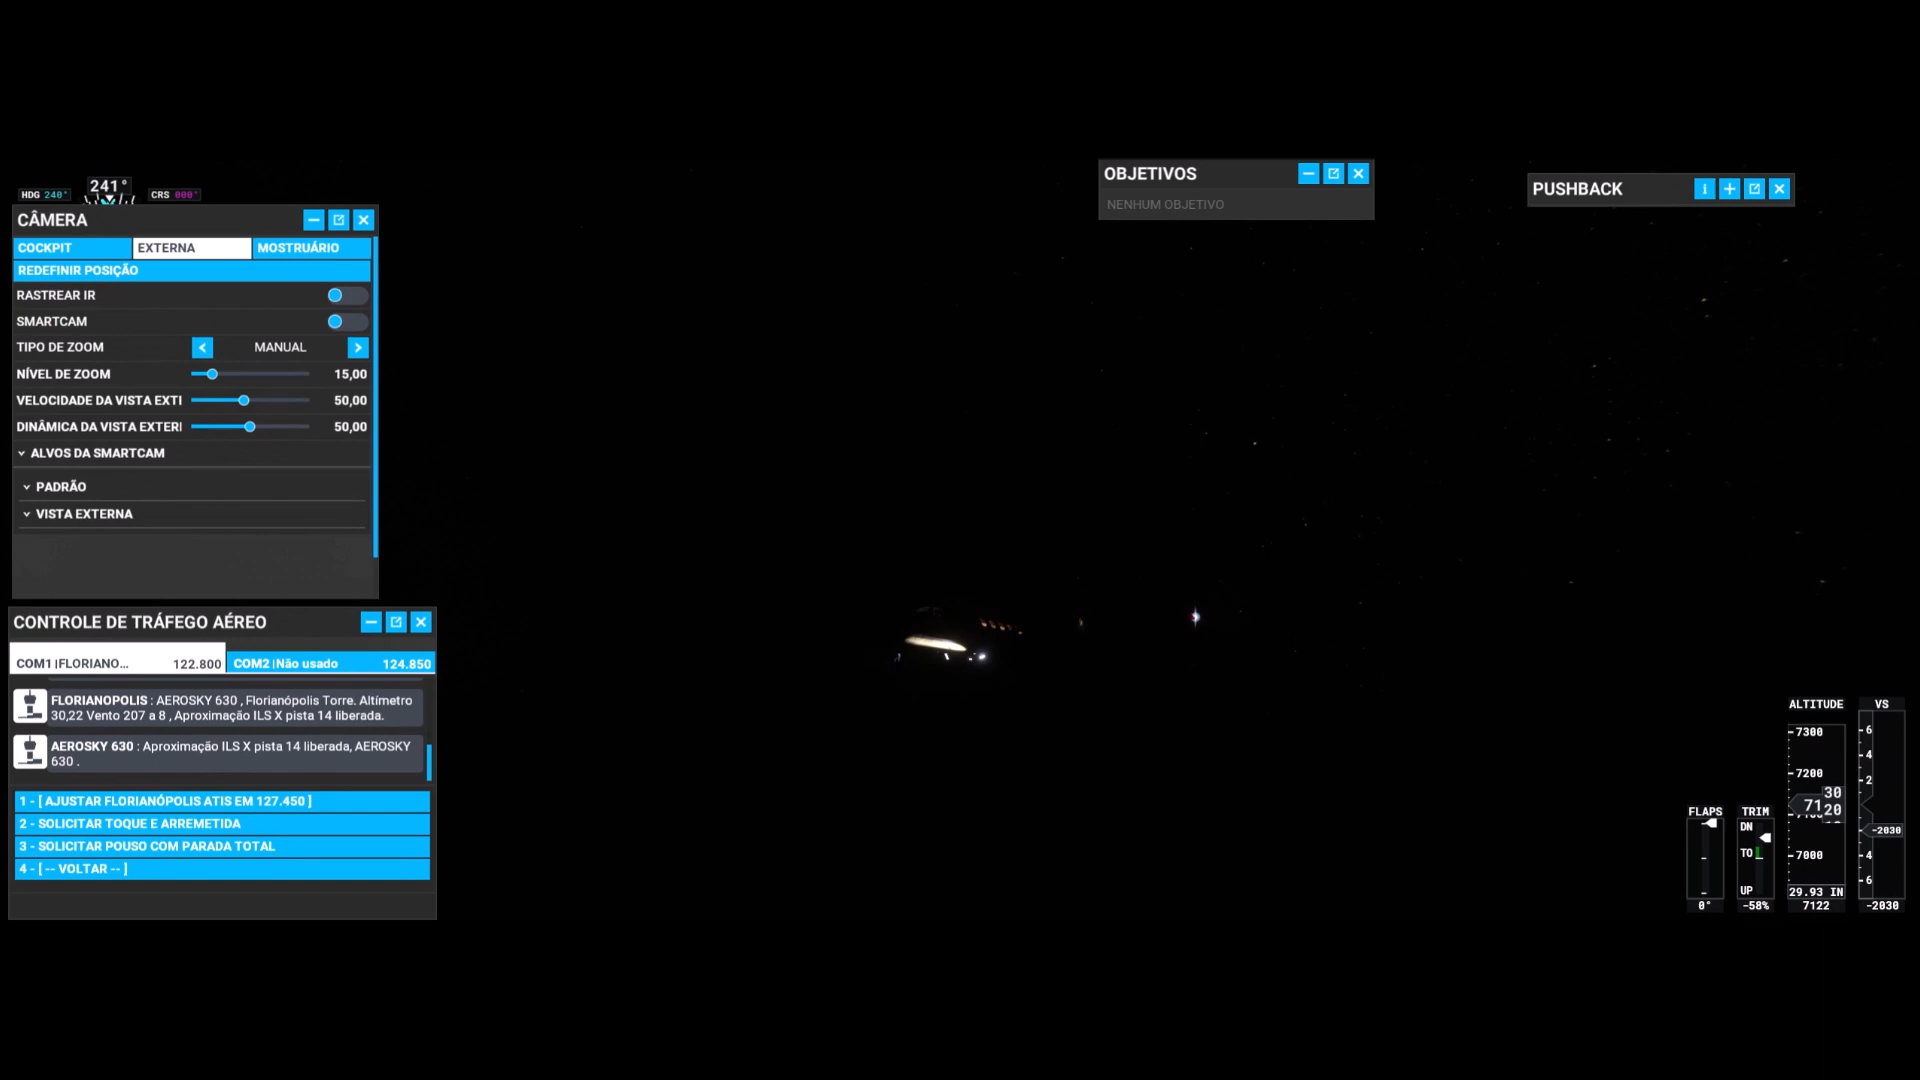 HDG 240°
241°
CRS 000°
CÂMERA
COCKPIT
EXTERNA
MOSTRUÁRIO
REDEFINIR POSIÇÃO
RASTREAR IR
SMARTCAM
TIPO DE ZOOM
MANUAL
NÍVEL DE ZOOM
15,00
VELOCIDADE DA VISTA EXTI
50,00
DINÂMICA DA VISTA EXTERI
50,00
ALVOS DA SMARTCAM
PADRÃO
VISTA EXTERNA
OBJETIVOS
NENHUM OBJETIVO
PUSHBACK
CONTROLE DE TRÁFEGO AÉREO
COM1 |FLORIANO... 122.800
COM2 |Não usado 124.850
FLORIANOPOLIS : AEROSKY 630 , Florianópolis Torre. Altímetro
30,22 Vento 207 a 8 , Aproximação ILS X pista 14 liberada.
AEROSKY 630 : Aproximação ILS X pista 14 liberada, AEROSKY
630 .
1 - [ AJUSTAR FLORIANÓPOLIS ATIS EM 127.450 ]
2 - SOLICITAR TOQUE E ARREMETIDA
3 - SOLICITAR POUSO COM PARADA TOTAL
4 - [ -- VOLTAR -- ]
FLAPS
0°
TRIM
DN
TO
UP
-58%
ALTITUDE
7300
7200
7000
71
30
20
29.93 IN
7122
VS
6
4
2
-2030
4
6
-2030